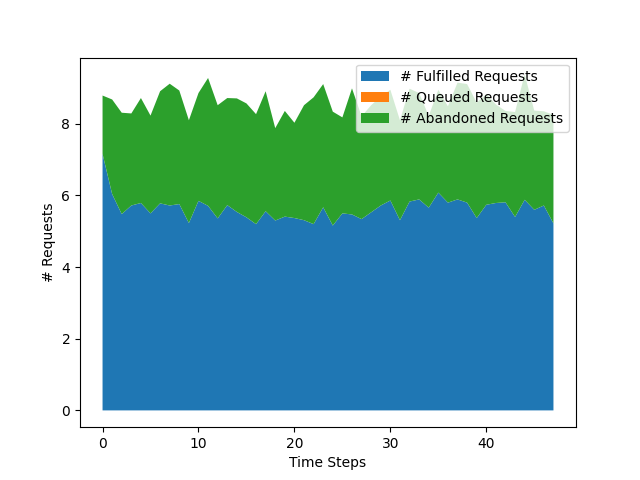 # Fulfilled Requests
# Queued Requests
# Abandoned Requests
8
6
4
2
0
# Requests
0 10 20 30 40
Time Steps